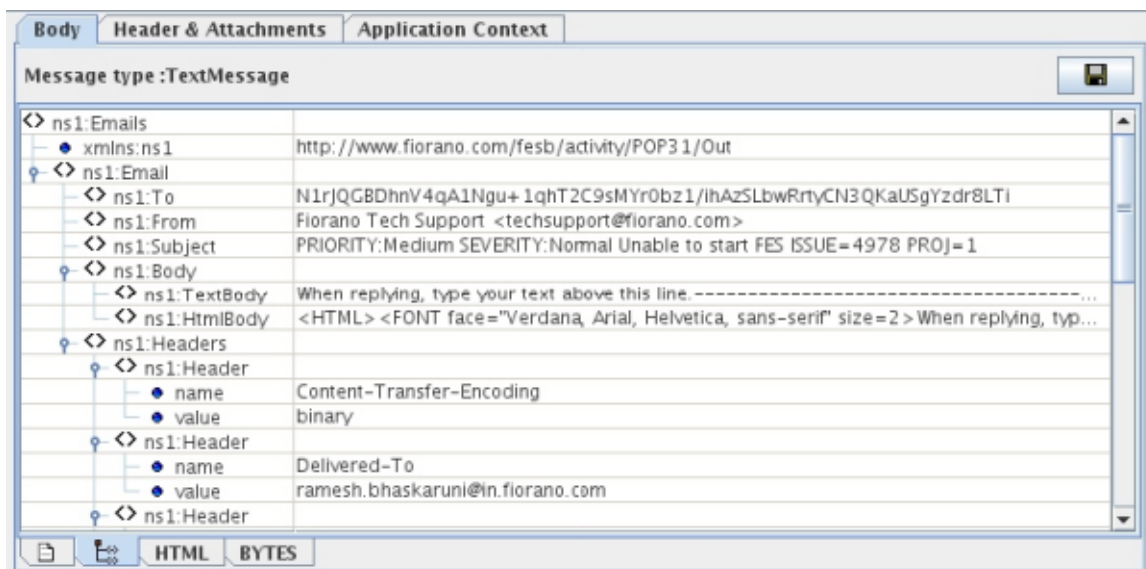 Body Header & Attachments Application Context
Message type :TextMessage
ns1:Emails
xmlns:ns1 http://www.fiorano.com/fesb/activity/POP31/Out
ns1:Email
ns1:To N1rJQGBDhnV4qA1Ngu+1qhT2C9sMYr0bz1/ihAzSLbwRrtyCN3QKaUSgYzdr8LTi
ns1:From Fiorano Tech Support <techsupport@fiorano.com>
ns1:Subject PRIORITY:Medium SEVERITY:Normal Unable to start FES ISSUE=4978 PROJ=1
ns1:Body
ns1:TextBody When replying, type your text above this line.------------------------------------...
ns1:HtmlBody <HTML> <FONT face="Verdana, Arial, Helvetica, sans-serif" size=2>When replying, typ...
ns1:Headers
ns1:Header
name Content-Transfer-Encoding
value binary
ns1:Header
name Delivered-To
value ramesh.bhaskaruni@in.fiorano.com
ns1:Header
HTML BYTES